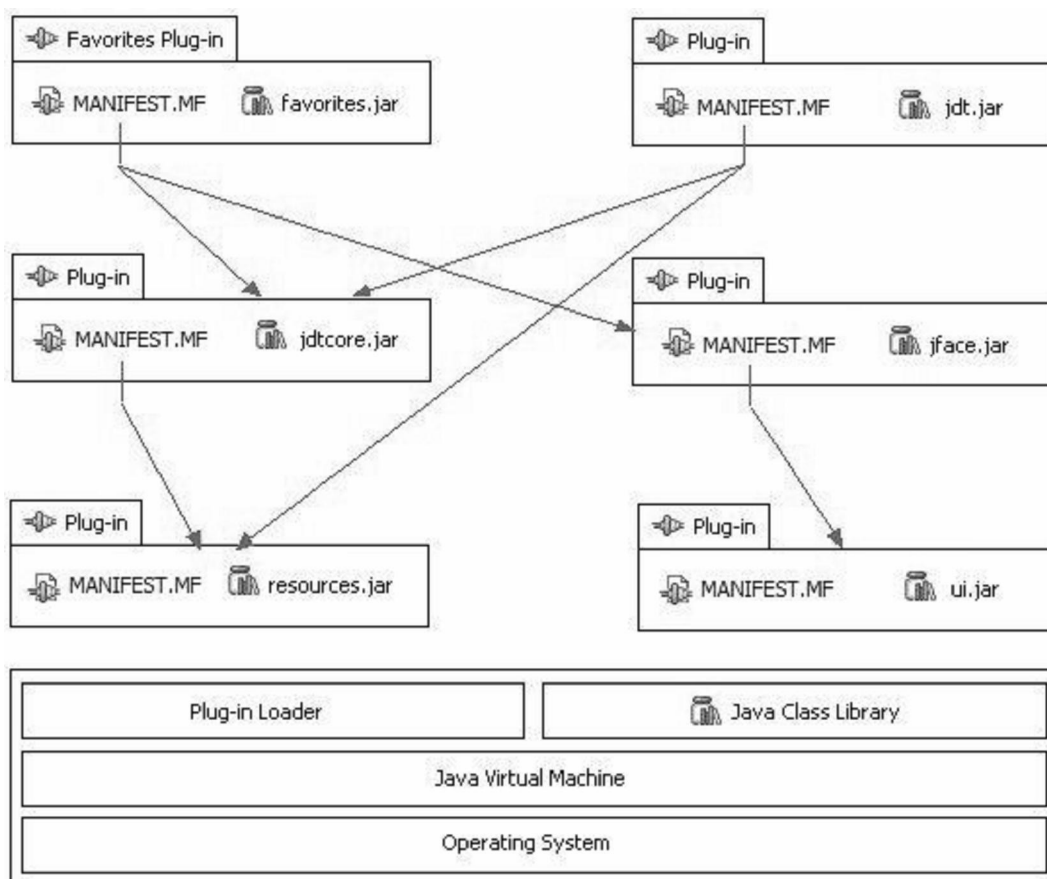 Favorites Plug-in
MANIFEST.MF favorites.jar
Plug-in
MANIFEST.MF jdt.jar
Plug-in
MANIFEST.MF jdtcore.jar
Plug-in
MANIFEST.MF jface.jar
Plug-in
MANIFEST.MF resources.jar
Plug-in
MANIFEST.MF ui.jar
Plug-in Loader
Java Class Library
Java Virtual Machine
Operating System